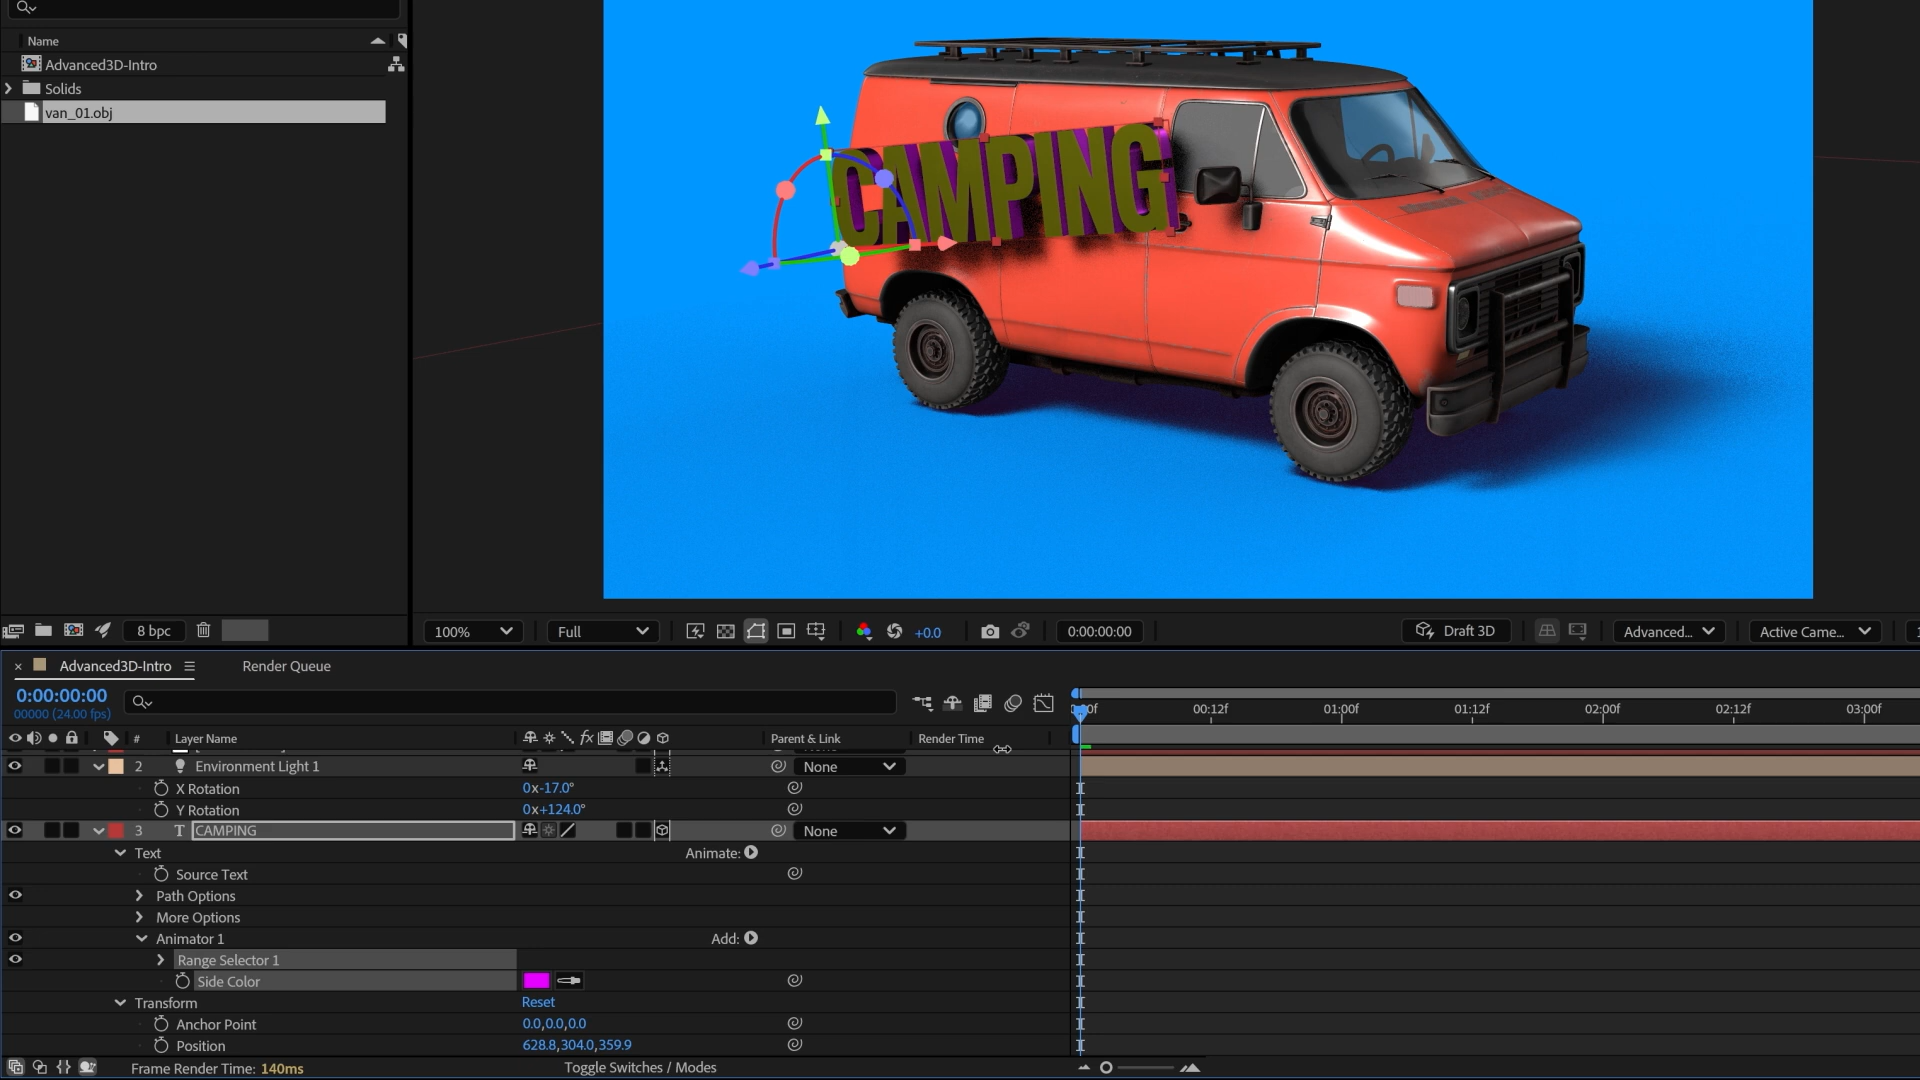 Name
Advanced3D-Intro
Solids
van_01.obj
CAMPING
8 bpc
100%
Full
+0.0
0:00:00:00
Draft 3D
Advanced...
Active Came...
1
Advanced3D-Intro
Render Queue
0:00:00:00
00000 (24.00 fps)
00f
00:12f
01:00f
01:12f
02:00f
02:12f
03:00f
#
Layer Name
fx
Parent & Link
Render Time
2
Environment Light 1
None
X Rotation
0x-17.0°
Y Rotation
0x+124.0°
3
T
CAMPING
None
Text
Animate:
Source Text
Path Options
More Options
Animator 1
Add:
Range Selector 1
Side Color
Transform
Reset
Anchor Point
0.0,0.0,0.0
Position
628.8,304.0,359.9
Frame Render Time: 140ms
Toggle Switches / Modes